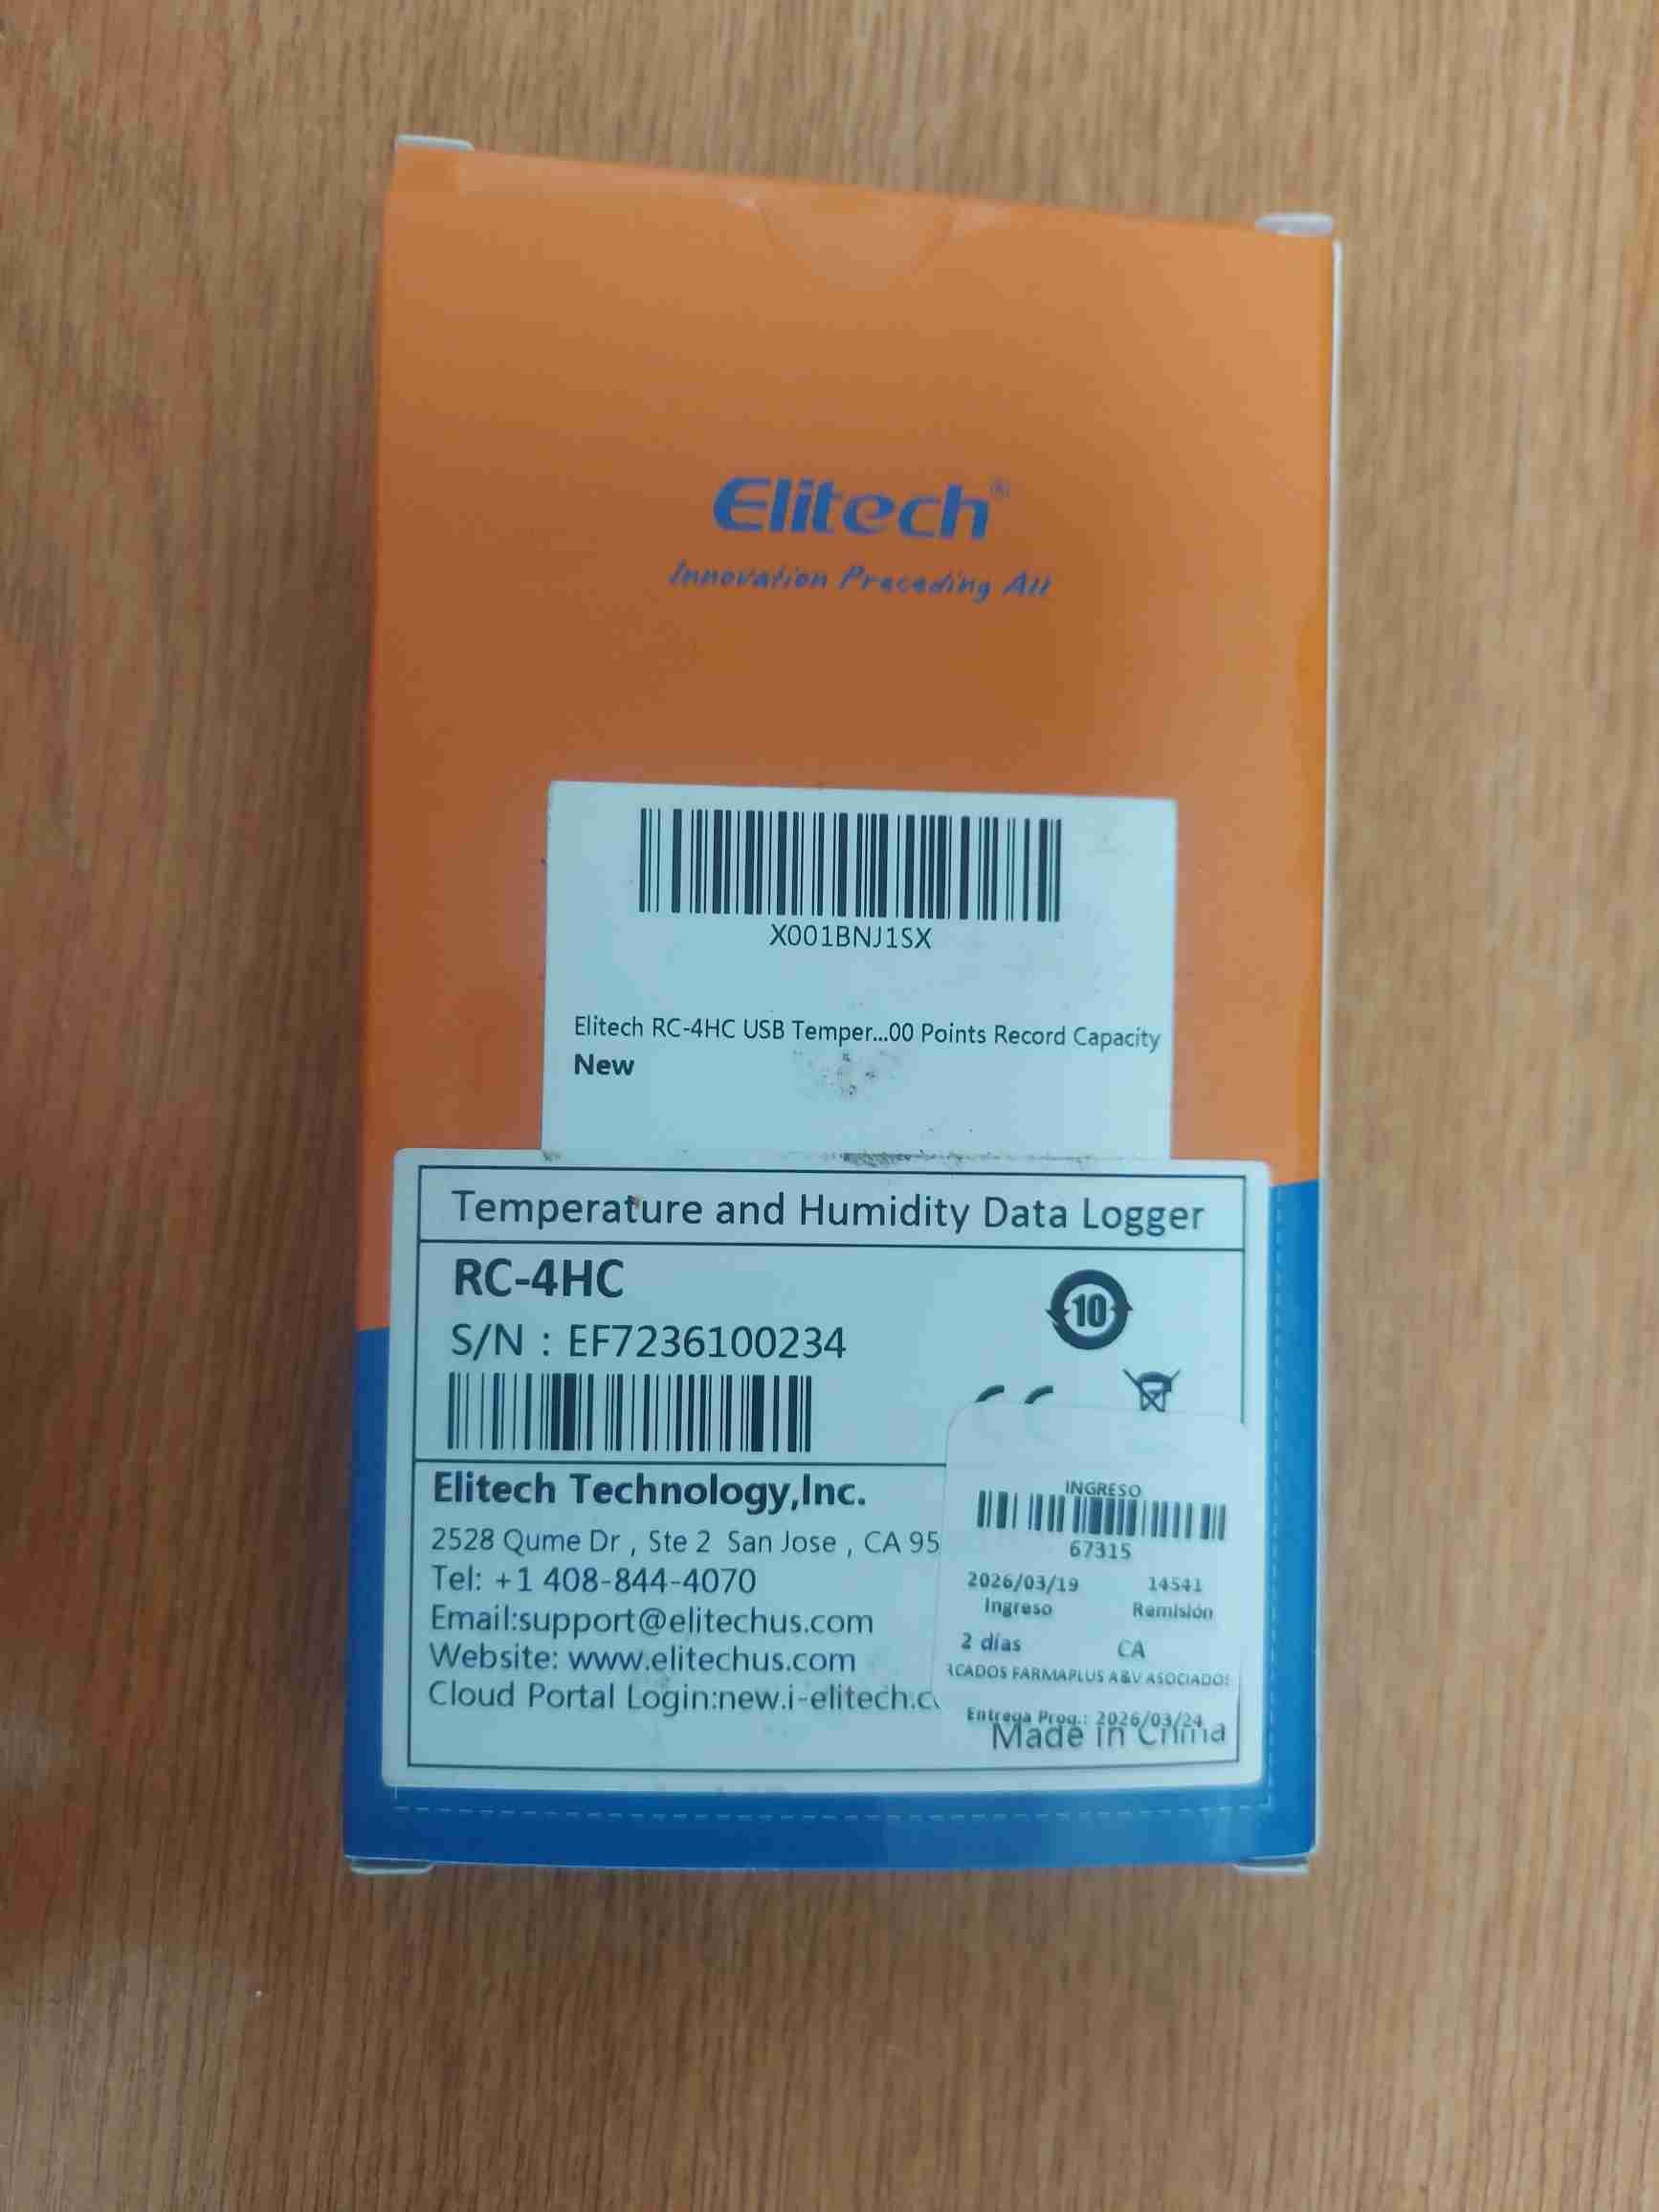 Elitech®
Innovation Preceding All
X001BNJ1SX
Elitech RC-4HC USB Temper...00 Points Record Capacity
New
Temperature and Humidity Data Logger
RC-4HC
10
S/N : EF7236100234
Elitech Technology,Inc.
2528 Qume Dr , Ste 2 San Jose , CA 95
Tel: +1 408-844-4070
Email:support@elitechus.com
Website: www.elitechus.com
Cloud Portal Login:new.i-elitech.c
INGRESO
67315
2026/03/19 14541
Ingreso Remisión
2 días CA
RCADOS FARMAPLUS A&V ASOCIADOS
Entrega Prog.: 2026/03/24
Made in China